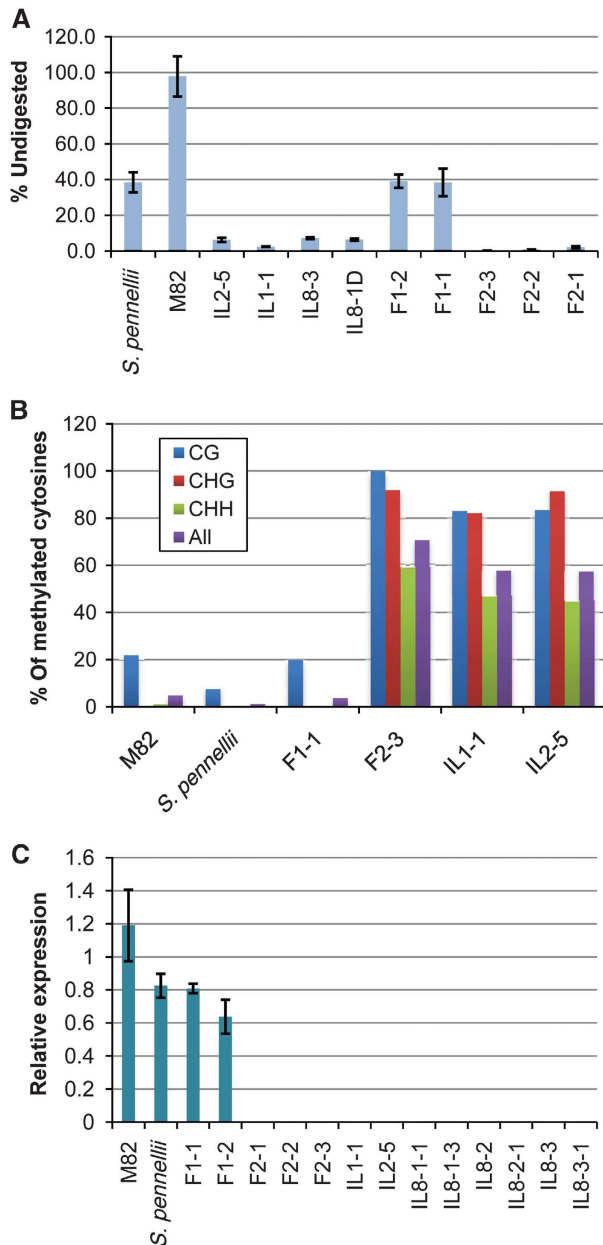 A
% Undigested
120.0
100.0
80.0
60.0
40.0
20.0
0.0
S. pennellii
M82
IL2-5
IL1-1
IL8-3
IL8-1D
F1-2
F1-1
F2-3
F2-2
F2-1
B
% Of methylated cytosines
120
100
80
60
40
20
0
CG
CHG
CHH
All
M82
S. pennellii
F1-1
F2-3
IL1-1
IL2-5
C
Relative expression
1.6
1.4
1.2
1
0.8
0.6
0.4
0.2
0
M82
S. pennellii
F1-1
F1-2
F2-1
F2-2
F2-3
IL1-1
IL2-5
IL8-1-1
IL8-1-3
IL8-2
IL8-2-1
IL8-3
IL8-3-1